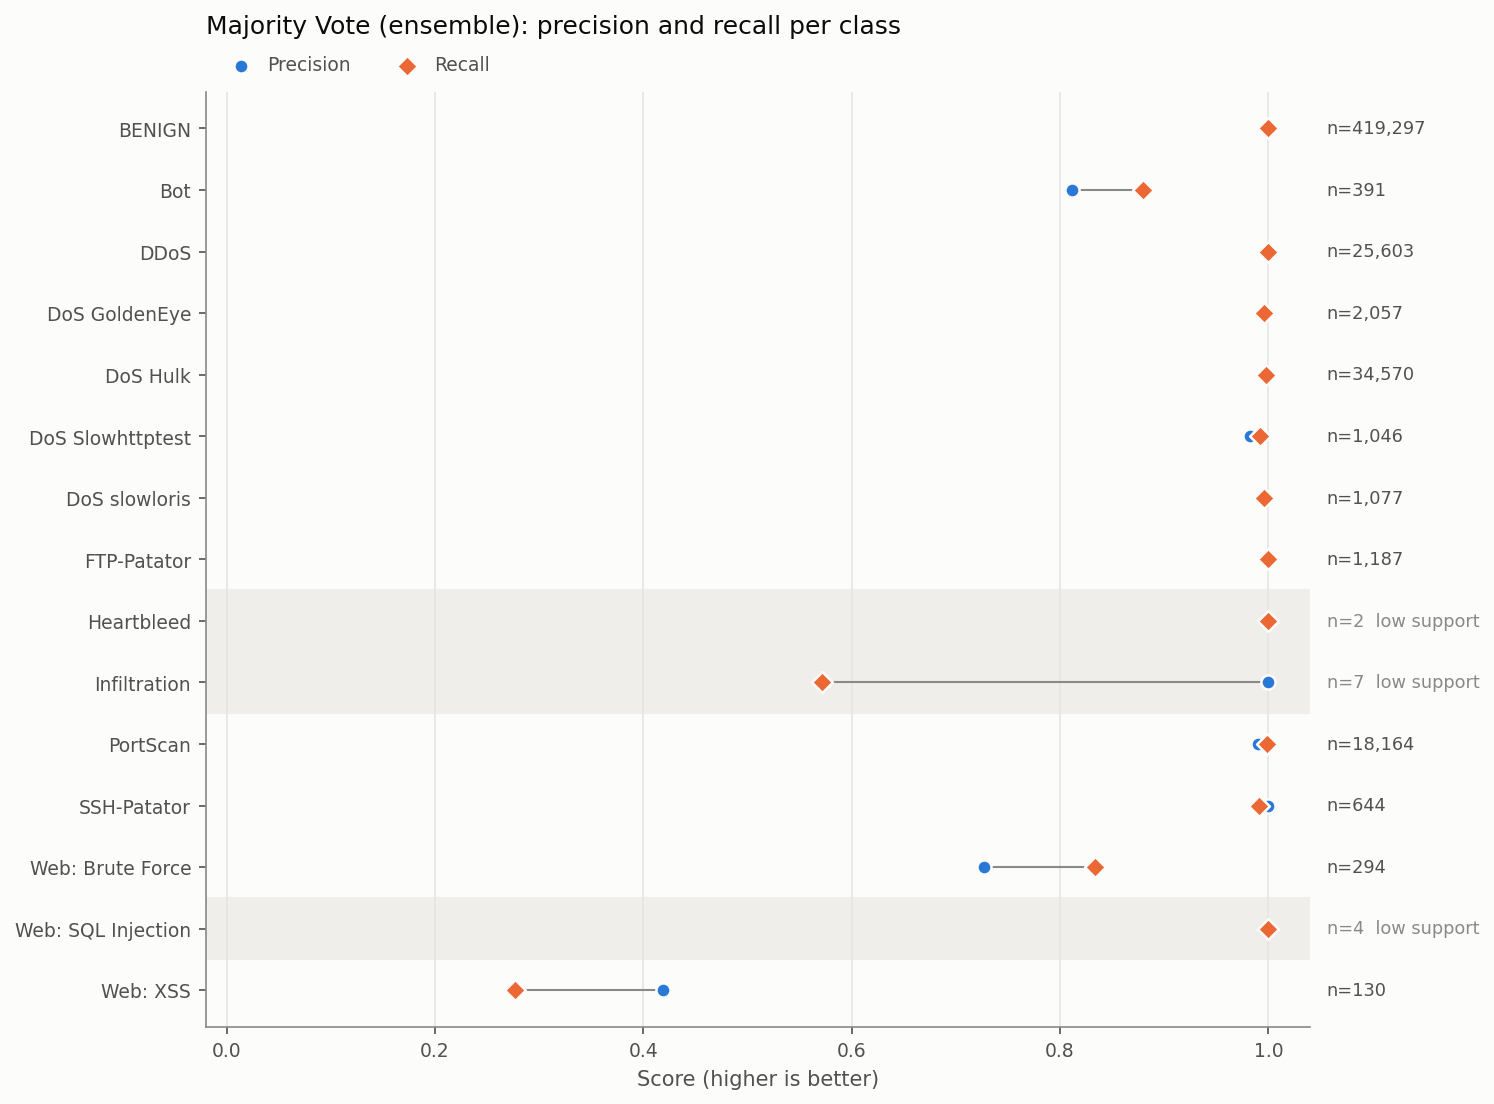 Majority Vote (ensemble): precision and recall per class
Precision Recall
BENIGN n=419,297
Bot n=391
DDoS n=25,603
DoS GoldenEye n=2,057
DoS Hulk n=34,570
DoS Slowhttptest n=1,046
DoS slowloris n=1,077
FTP-Patator n=1,187
Heartbleed n=2 low support
Infiltration n=7 low support
PortScan n=18,164
SSH-Patator n=644
Web: Brute Force n=294
Web: SQL Injection n=4 low support
Web: XSS n=130
0.0 0.2 0.4 0.6 0.8 1.0
Score (higher is better)